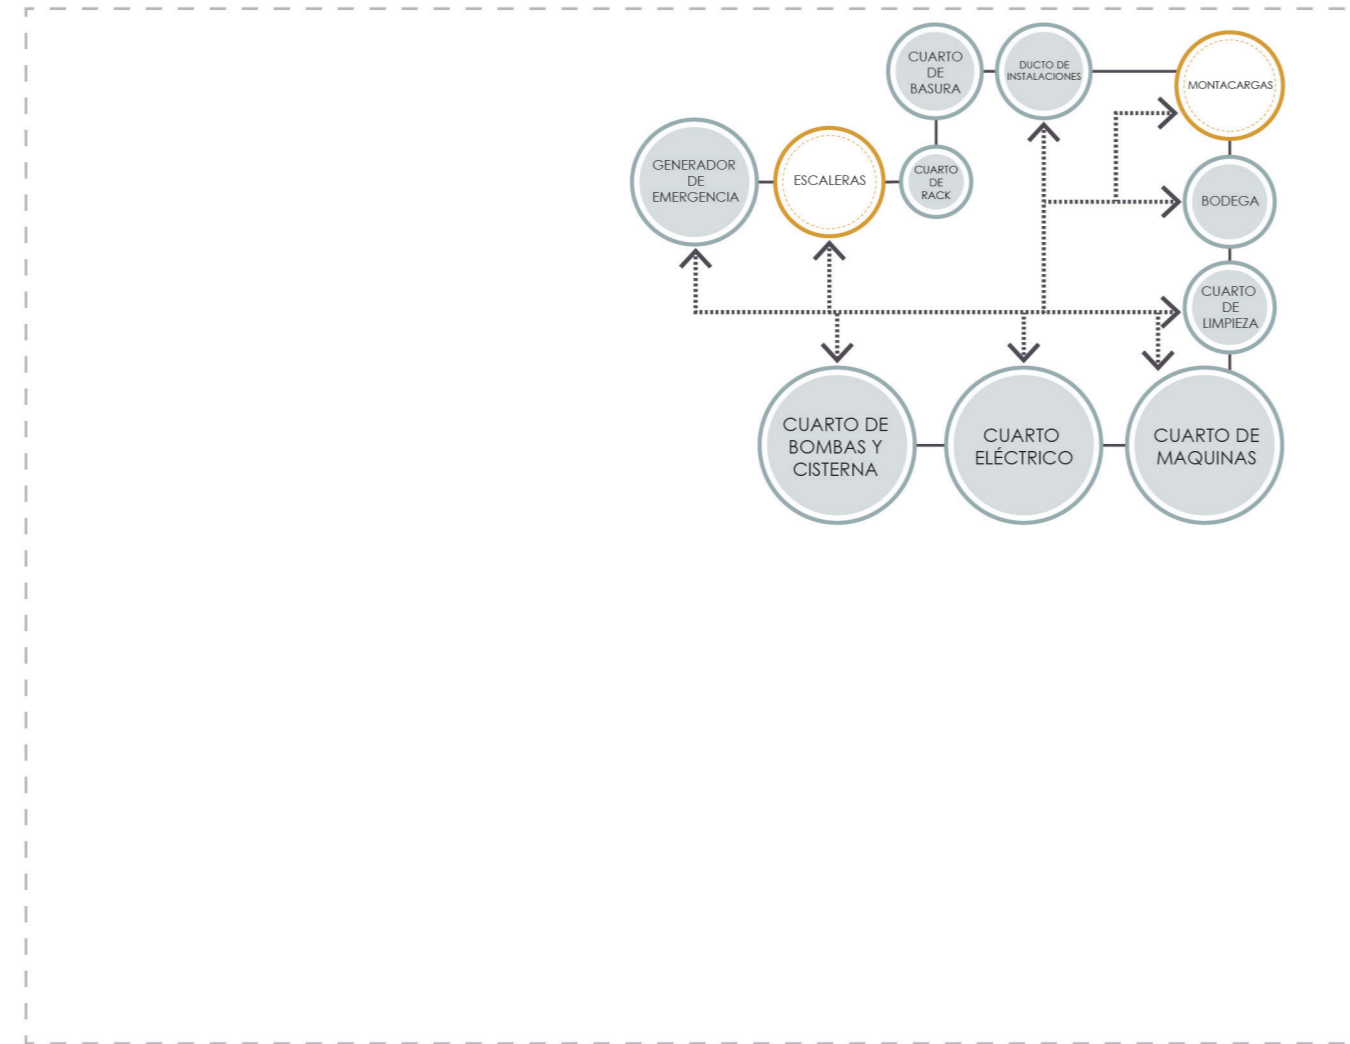 CUARTO
DE
BASURA
DUCTO DE
INSTALACIONES
MONTACARGAS
GENERADOR
DE
EMERGENCIA
ESCALERAS
CUARTO
DE
RACK
BODEGA
CUARTO
DE
LIMPIEZA
CUARTO DE
BOMBAS Y
CISTERNA
CUARTO
ELÉCTRICO
CUARTO DE
MAQUINAS